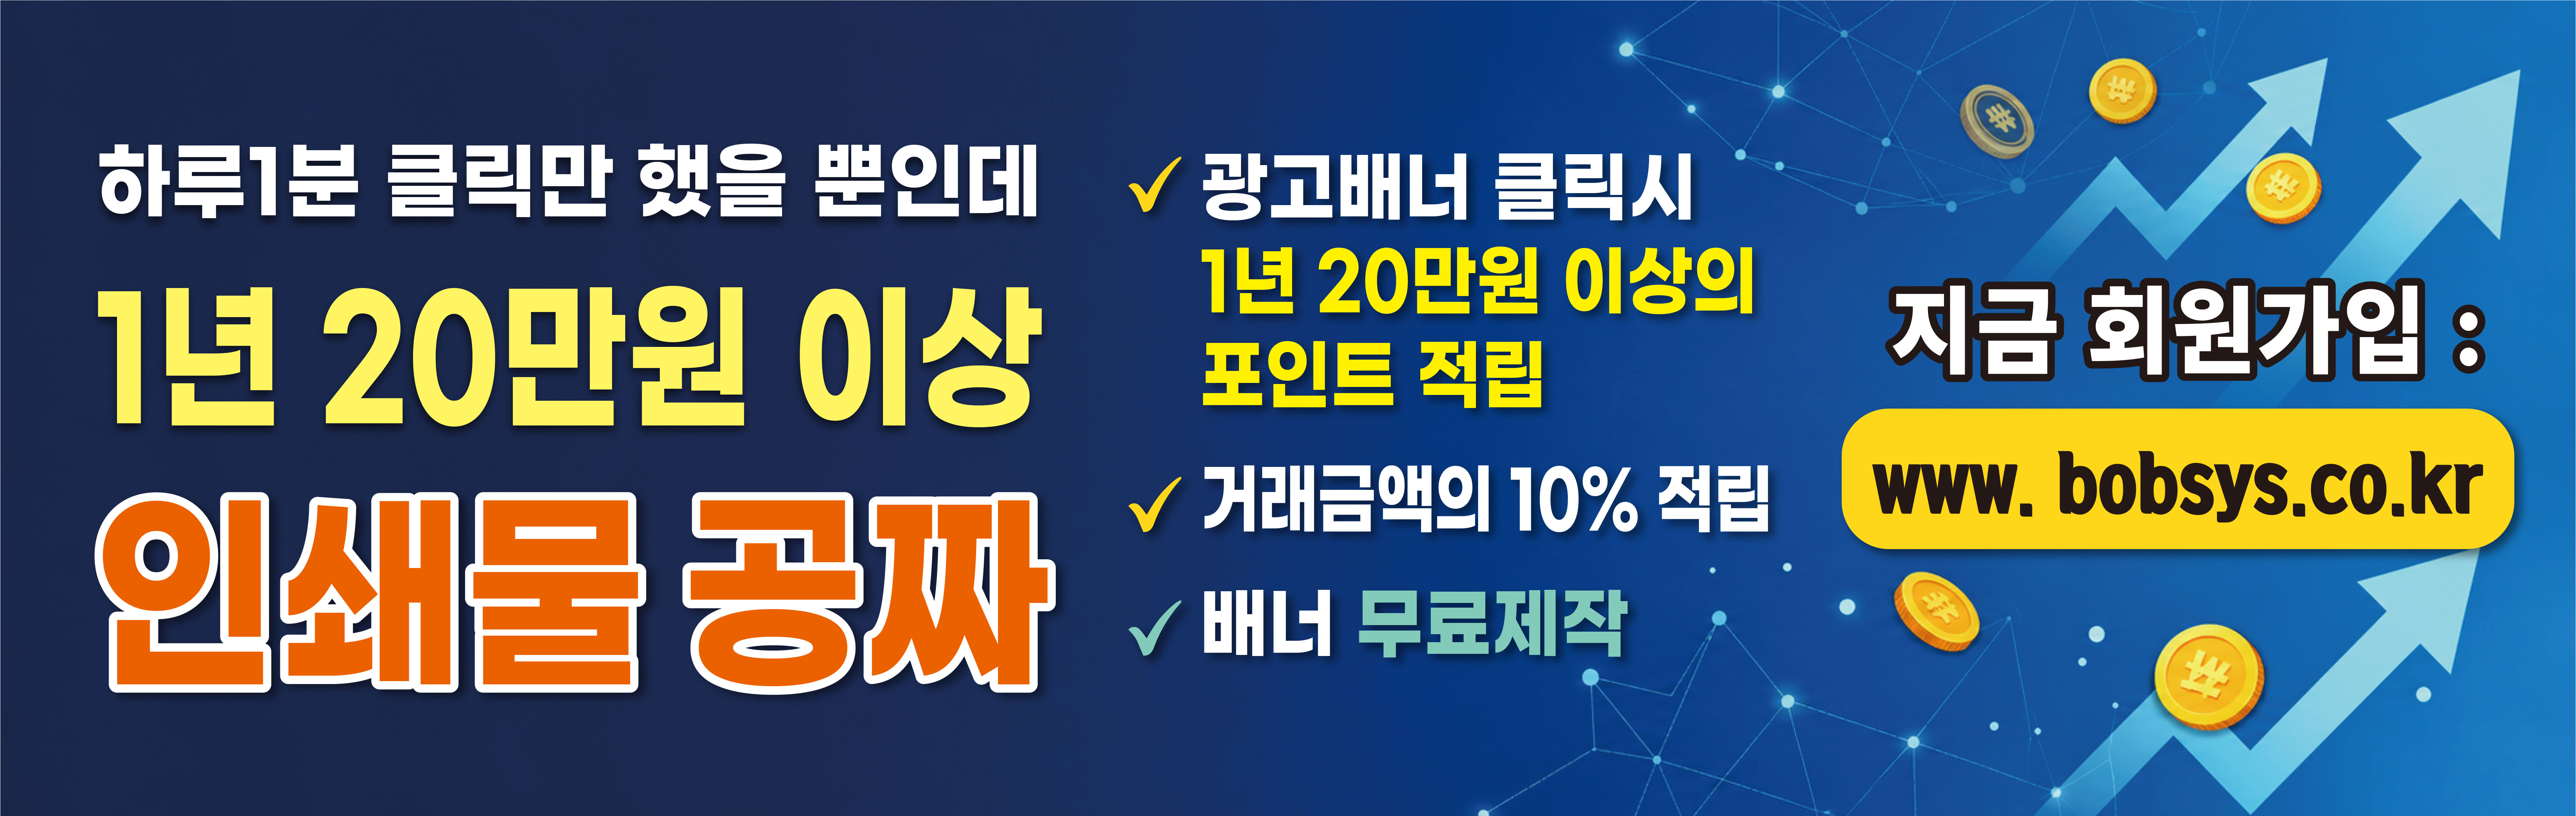 하루1분 클릭만 했을 뿐인데
1년 20만원 이상
인쇄물 공짜
광고배너 클릭시
1년 20만원 이상의
포인트 적립
거래금액의 10% 적립
배너 무료제작
지금 회원가입 :
www. bobsys.co.kr